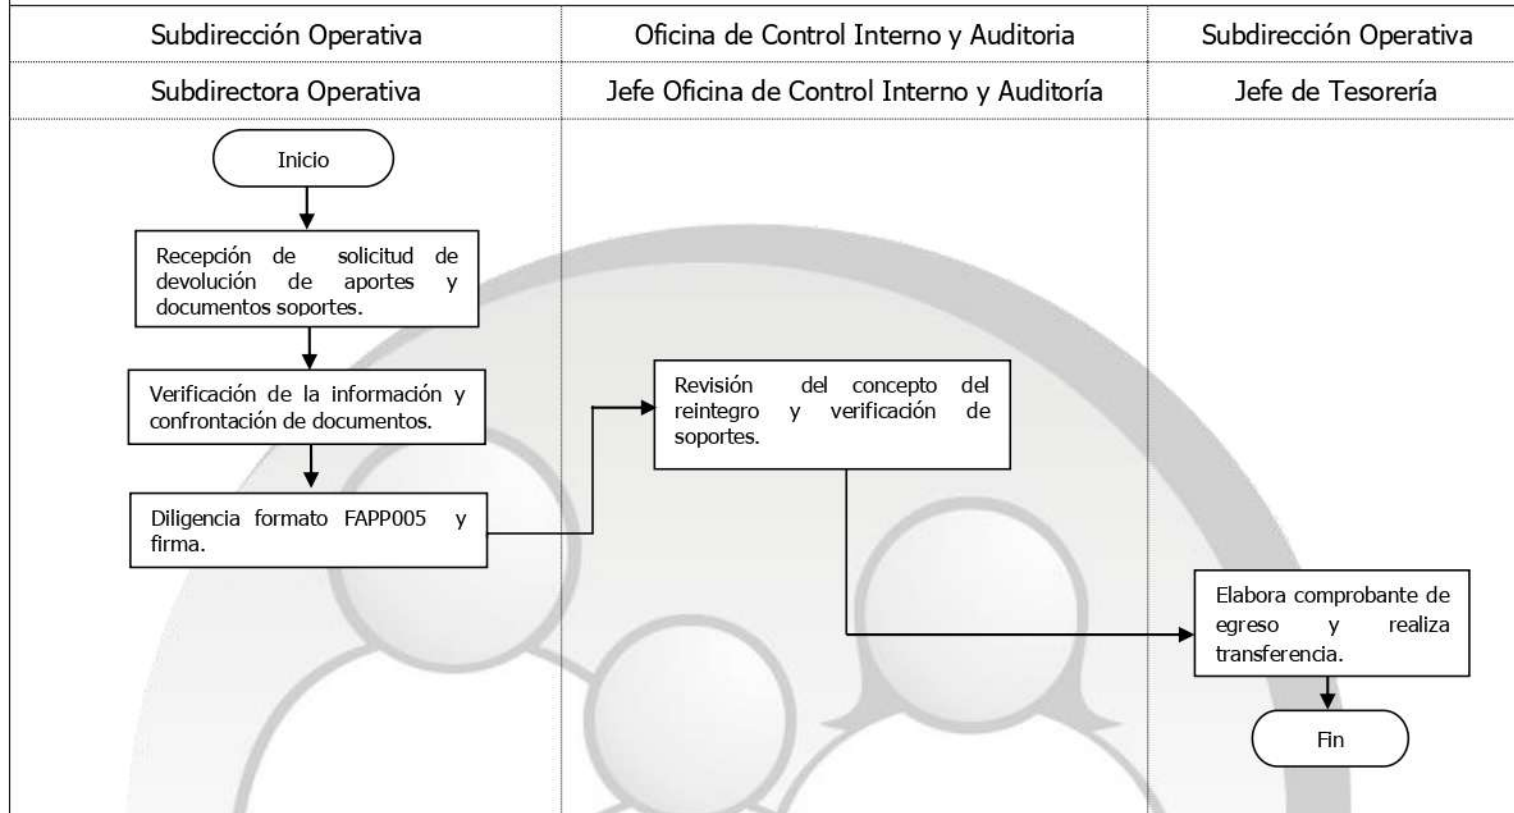 Subdirección Operativa
Oficina de Control Interno y Auditoria
Subdirección Operativa
Subdirectora Operativa
Jefe Oficina de Control Interno y Auditoría
Jefe de Tesorería
Inicio
Recepción de solicitud de
devolución de aportes y
documentos soportes.
Verificación de la información y
confrontación de documentos.
Diligencia formato FAPP005 y
firma.
Revisión del concepto del
reintegro y verificación de
soportes.
Elabora comprobante de
egreso y realiza
transferencia.
Fin